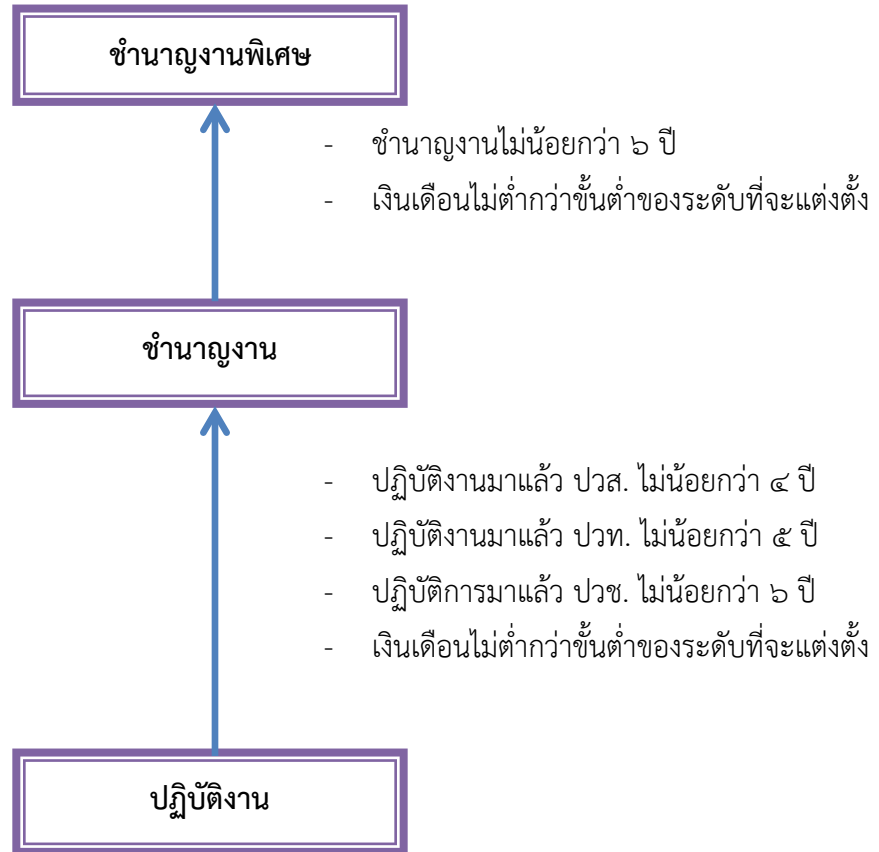 ชำนาญงานพิเศษ
- ชำนาญงานไม่น้อยกว่า ๖ ปี
- เงินเดือนไม่ต่ำกว่าขั้นต่ำของระดับที่จะแต่งตั้ง
ชำนาญงาน
- ปฏิบัติงานมาแล้ว ปวส. ไม่น้อยกว่า ๔ ปี
- ปฏิบัติงานมาแล้ว ปวท. ไม่น้อยกว่า ๕ ปี
- ปฏิบัติการมาแล้ว ปวช. ไม่น้อยกว่า ๖ ปี
- เงินเดือนไม่ต่ำกว่าขั้นต่ำของระดับที่จะแต่งตั้ง
ปฏิบัติงาน